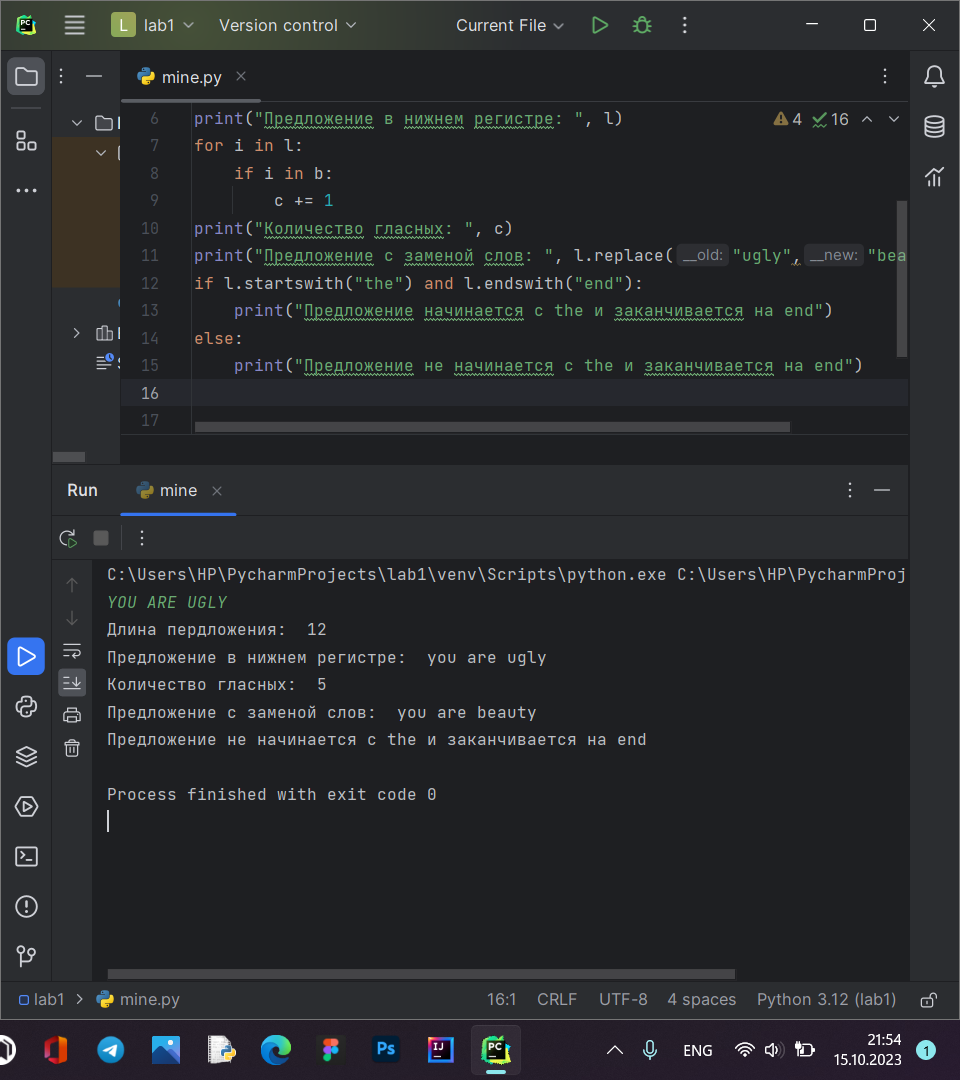 L lab1 Version control Current File
mine.py
6 print("Предложение в нижнем регистре: ", l) 4 16
7 for i in l:
8 if i in b:
9 c += 1
10 print("Количество гласных: ", c)
11 print("Предложение с заменой слов: ", l.replace( __old: "ugly", __new: "bea
12 if l.startswith("the") and l.endswith("end"):
13 print("Предложение начинается с the и заканчивается на end")
14 else:
15 print("Предложение не начинается с the и заканчивается на end")
16
17
Run mine
C:\Users\HP\PycharmProjects\lab1\venv\Scripts\python.exe C:\Users\HP\PycharmProj
YOU ARE UGLY
Длина пердложения:  12
Предложение в нижнем регистре:  you are ugly
Количество гласных:  5
Предложение с заменой слов:  you are beauty
Предложение не начинается с the и заканчивается на end
Process finished with exit code 0
lab1 > mine.py 16:1 CRLF UTF-8 4 spaces Python 3.12 (lab1)
Ps IJ PC ENG 21:54
15.10.2023 1